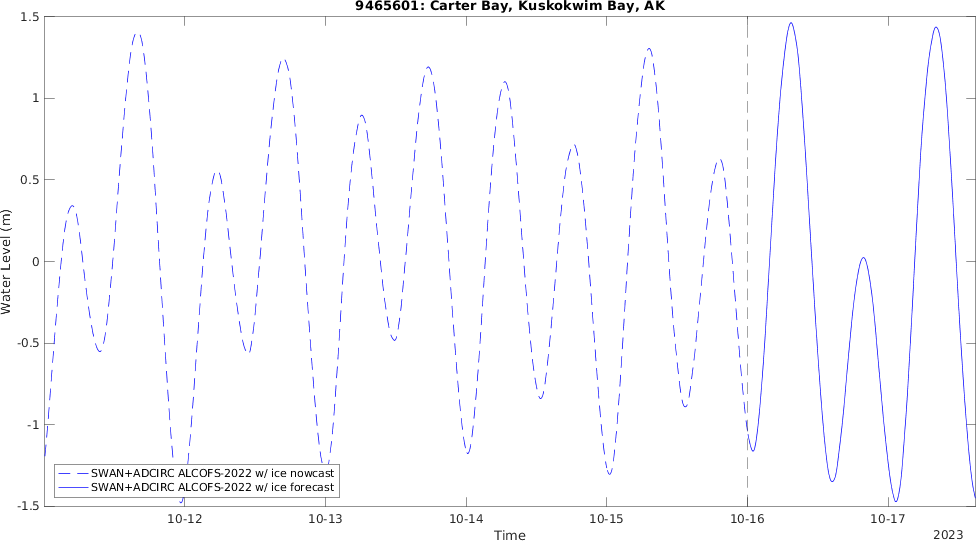 9465601: Carter Bay, Kuskokwim Bay, AK
1.5
1
0.5
0
-0.5
-1
-1.5
Water Level (m)
SWAN+ADCIRC ALCOFS-2022 w/ ice nowcast
SWAN+ADCIRC ALCOFS-2022 w/ ice forecast
10-12 10-13 10-14 10-15 10-16 10-17
Time
2023